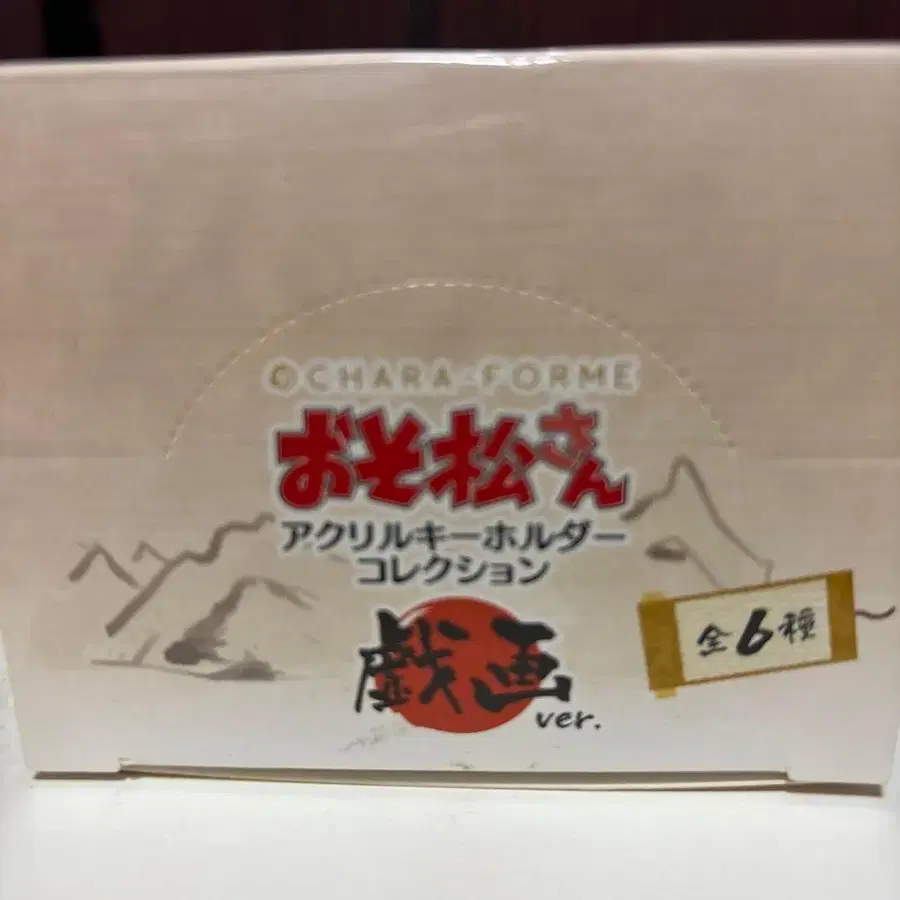 CHARA-FORME
おそ松さん
アクリルキーホルダー
コレクション
戯画
ver.
全6種